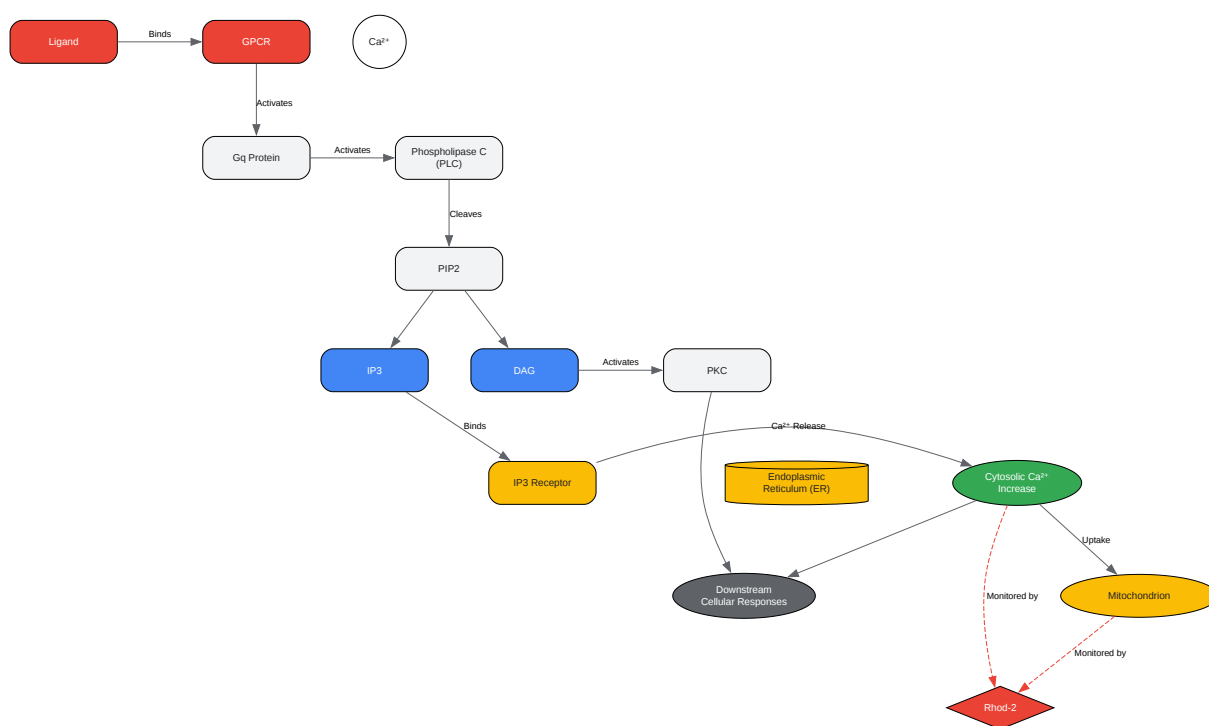 Ligand
Binds
GPCR
Ca²⁺
Activates
Gq Protein
Activates
Phospholipase C
(PLC)
Cleaves
PIP2
IP3
DAG
Activates
PKC
Binds
Ca²⁺ Release
IP3 Receptor
Endoplasmic
Reticulum (ER)
Cytosolic Ca²⁺
Increase
Uptake
Downstream
Cellular Responses
Monitored by
Mitochondrion
Monitored by
Rhod-2